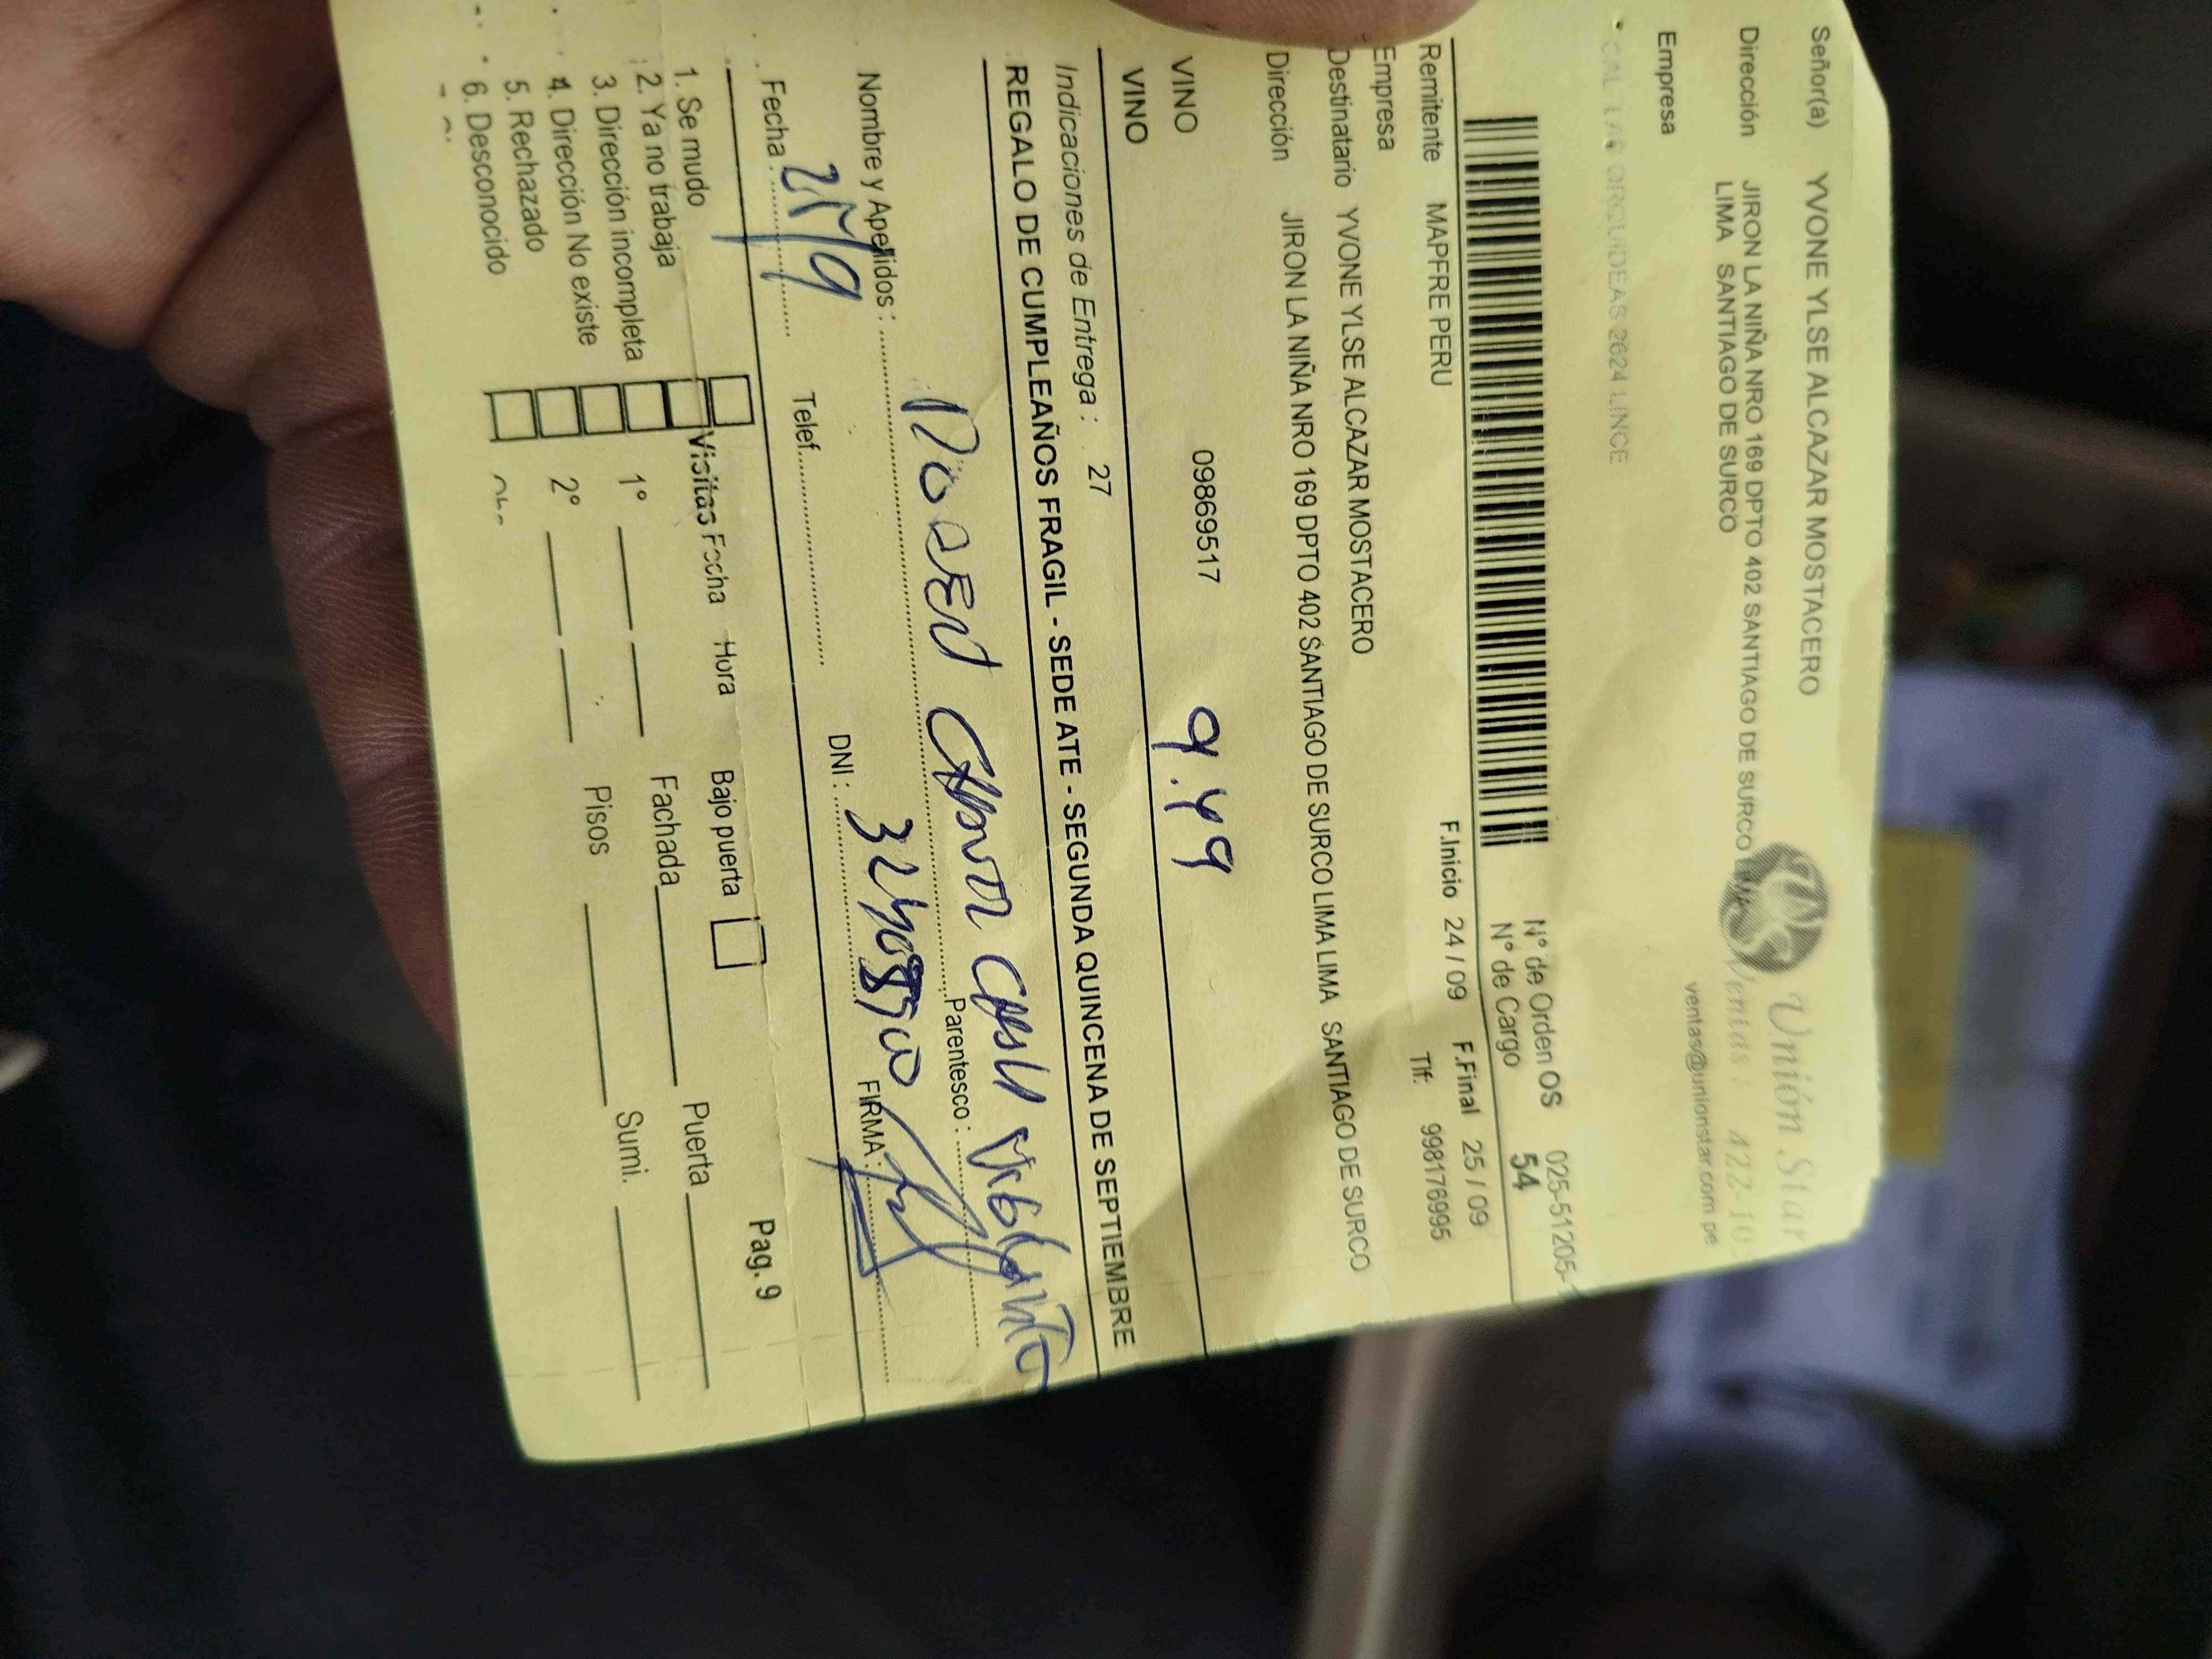 Unión Star
Ventas : 422-10
ventas@unionstar.com.pe
Señor(a) YVONE YLSE ALCAZAR MOSTACERO
Dirección JIRON LA NIÑA NRO 169 DPTO 402 SANTIAGO DE SURCO LIMA
LIMA SANTIAGO DE SURCO
Empresa
CAL LAS ORQUIDEAS 2624 LINCE
N° de Orden OS 025-51205-
N° de Cargo 54
Remitente MAPFRE PERU F.Inicio 24 / 09 F.Final 25 / 09
Empresa Tlf: 998176995
Destinatario YVONE YLSE ALCAZAR MOSTACERO
Dirección JIRON LA NIÑA NRO 169 DPTO 402 SANTIAGO DE SURCO LIMA LIMA SANTIAGO DE SURCO
VINO 09869517
VINO 9.49
Indicaciones de Entrega : 27
REGALO DE CUMPLEAÑOS FRAGIL - SEDE ATE - SEGUNDA QUINCENA DE SEPTIEMBRE
Nombre y Apellidos :
Parentesco :
Fecha : Telef. DNI : FIRMA :
1. Se mudo
2. Ya no trabaja
3. Dirección incompleta
4. Dirección No existe
5. Rechazado
6. Desconocido
Visitas Fecha Hora
1°
2°
Bajo puerta
Fachada
Pisos
Puerta
Sumi.
Pag. 9